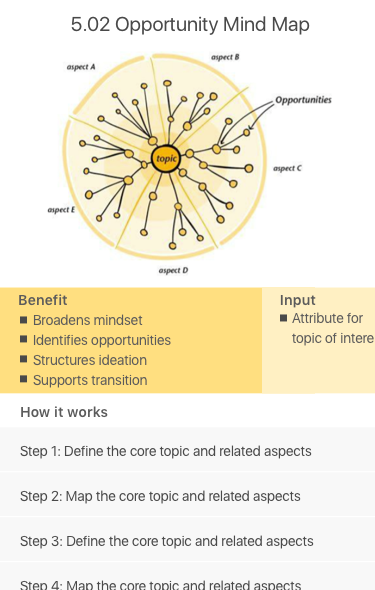 5.02 Opportunity Mind Map
aspect A
aspect B
Opportunities
topic
aspect C
aspect E
aspect D
Benefit
Broadens mindset
Identifies opportunities
Structures ideation
Supports transition
Input
Attribute for
topic of intere
How it works
Step 1: Define the core topic and related aspects
Step 2: Map the core topic and related aspects
Step 3: Define the core topic and related aspects
Step 4: Map the core topic and related aspects